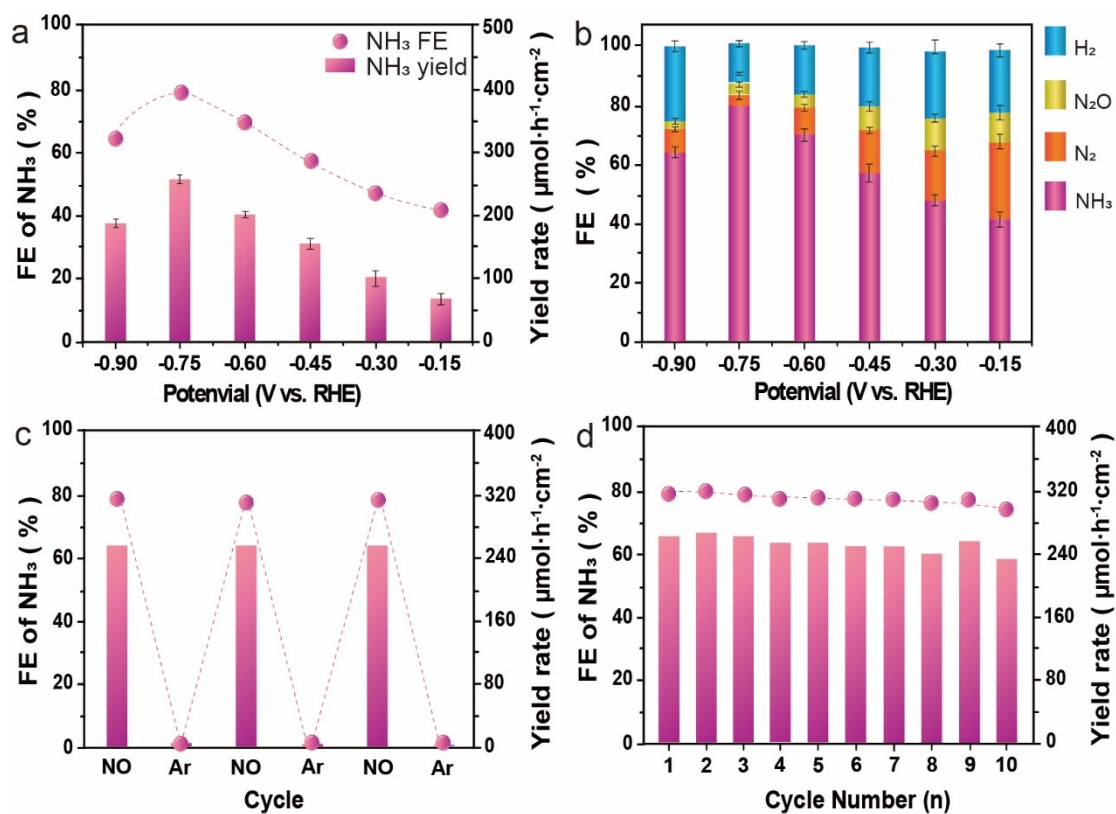 a
FE of NH₃ ( % )
100
80
60
40
20
0
NH₃ FE
NH₃ yield
500
400
300
200
100
0
Yield rate ( µmol·h⁻¹·cm⁻² )
-0.90 -0.75 -0.60 -0.45 -0.30 -0.15
Potenvial (V vs. RHE)
b
FE ( % )
100
80
60
40
20
0
H₂
N₂O
N₂
NH₃
-0.90 -0.75 -0.60 -0.45 -0.30 -0.15
Potenvial (V vs. RHE)
c
FE of NH₃ ( % )
100
80
60
40
20
0
400
320
240
160
80
0
Yield rate ( µmol·h⁻¹·cm⁻² )
NO Ar NO Ar NO Ar
Cycle
d
FE of NH₃ ( % )
100
80
60
40
20
0
400
320
240
160
80
0
Yield rate ( µmol·h⁻¹·cm⁻² )
1 2 3 4 5 6 7 8 9 10
Cycle Number (n)